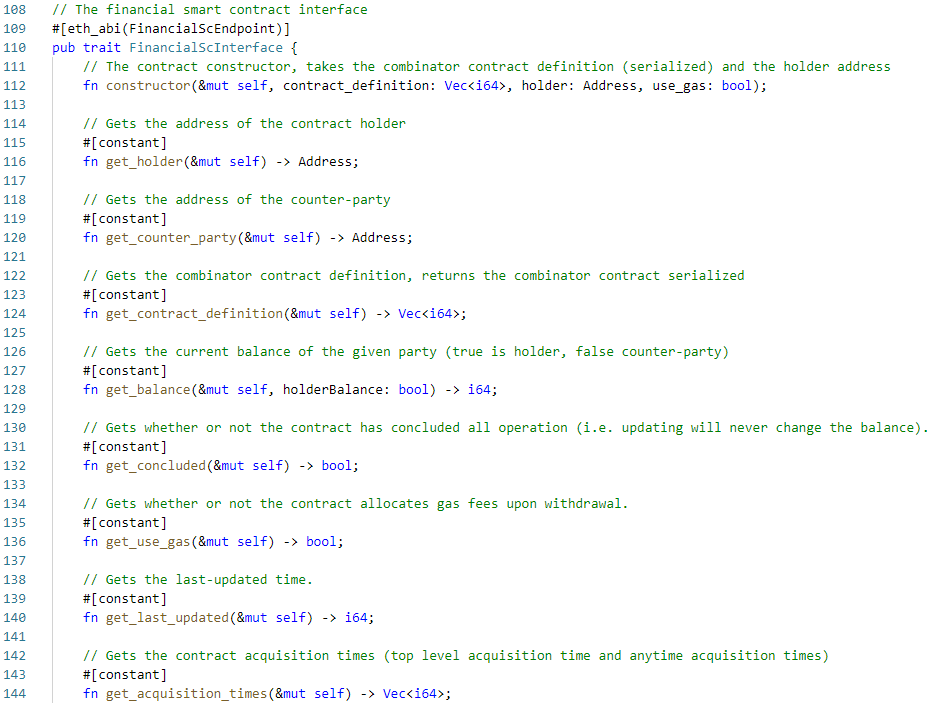 108 // The financial smart contract interface
109 #[eth_abi(FinancialScEndpoint)]
110 pub trait FinancialScInterface {
111     // The contract constructor, takes the combinator contract definition (serialized) and the holder address
112     fn constructor(&mut self, contract_definition: Vec<i64>, holder: Address, use_gas: bool);
113
114     // Gets the address of the contract holder
115     #[constant]
116     fn get_holder(&mut self) -> Address;
117
118     // Gets the address of the counter-party
119     #[constant]
120     fn get_counter_party(&mut self) -> Address;
121
122     // Gets the combinator contract definition, returns the combinator contract serialized
123     #[constant]
124     fn get_contract_definition(&mut self) -> Vec<i64>;
125
126     // Gets the current balance of the given party (true is holder, false counter-party)
127     #[constant]
128     fn get_balance(&mut self, holderBalance: bool) -> i64;
129
130     // Gets whether or not the contract has concluded all operation (i.e. updating will never change the balance).
131     #[constant]
132     fn get_concluded(&mut self) -> bool;
133
134     // Gets whether or not the contract allocates gas fees upon withdrawal.
135     #[constant]
136     fn get_use_gas(&mut self) -> bool;
137
138     // Gets the last-updated time.
139     #[constant]
140     fn get_last_updated(&mut self) -> i64;
141
142     // Gets the contract acquisition times (top level acquisition time and anytime acquisition times)
143     #[constant]
144     fn get_acquisition_times(&mut self) -> Vec<i64>;